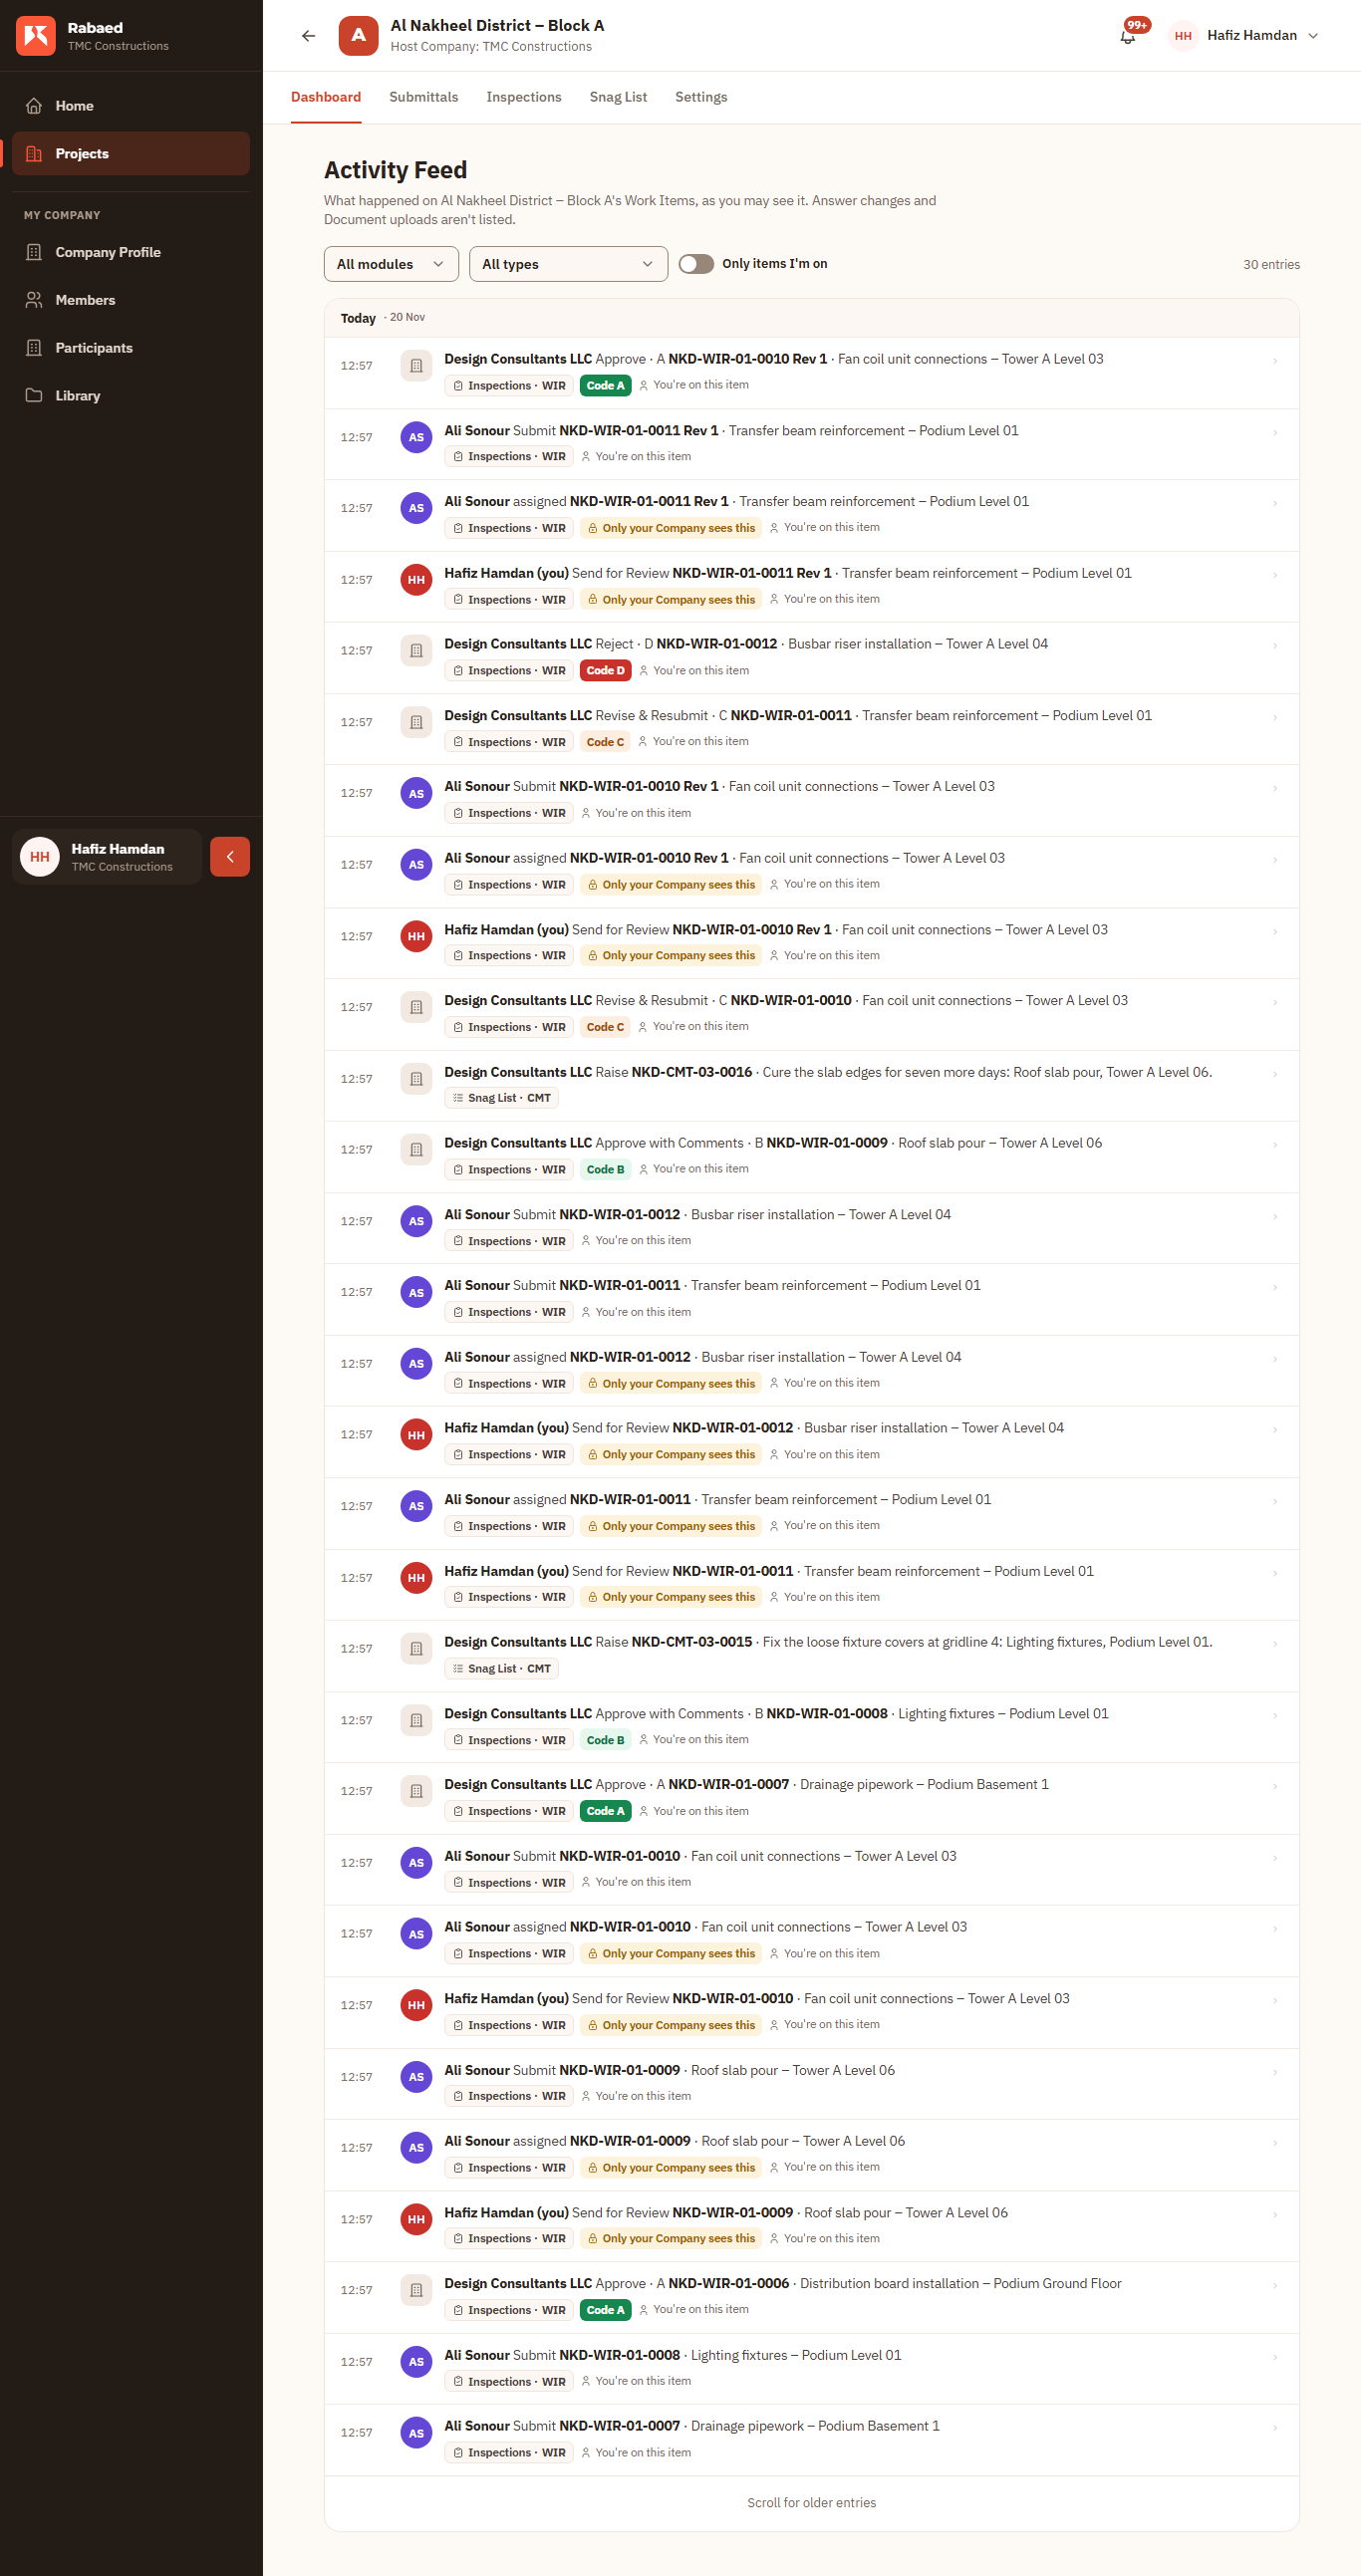 Rabaed
TMC Constructions
Home
Projects
MY COMPANY
Company Profile
Members
Participants
Library
HH
Hafiz Hamdan
TMC Constructions
A
Al Nakheel District – Block A
Host Company: TMC Constructions
99+
HH
Hafiz Hamdan
Dashboard Submittals Inspections Snag List Settings
Activity Feed
What happened on Al Nakheel District – Block A's Work Items, as you may see it. Answer changes and
Document uploads aren't listed.
All modules All types Only items I'm on 30 entries
Today · 20 Nov
12:57 Design Consultants LLC Approve · A NKD-WIR-01-0010 Rev 1 · Fan coil unit connections – Tower A Level 03
Inspections · WIR Code A You're on this item
12:57 AS Ali Sonour Submit NKD-WIR-01-0011 Rev 1 · Transfer beam reinforcement – Podium Level 01
Inspections · WIR You're on this item
12:57 AS Ali Sonour assigned NKD-WIR-01-0011 Rev 1 · Transfer beam reinforcement – Podium Level 01
Inspections · WIR Only your Company sees this You're on this item
12:57 HH Hafiz Hamdan (you) Send for Review NKD-WIR-01-0011 Rev 1 · Transfer beam reinforcement – Podium Level 01
Inspections · WIR Only your Company sees this You're on this item
12:57 Design Consultants LLC Reject · D NKD-WIR-01-0012 · Busbar riser installation – Tower A Level 04
Inspections · WIR Code D You're on this item
12:57 Design Consultants LLC Revise & Resubmit · C NKD-WIR-01-0011 · Transfer beam reinforcement – Podium Level 01
Inspections · WIR Code C You're on this item
12:57 AS Ali Sonour Submit NKD-WIR-01-0010 Rev 1 · Fan coil unit connections – Tower A Level 03
Inspections · WIR You're on this item
12:57 AS Ali Sonour assigned NKD-WIR-01-0010 Rev 1 · Fan coil unit connections – Tower A Level 03
Inspections · WIR Only your Company sees this You're on this item
12:57 HH Hafiz Hamdan (you) Send for Review NKD-WIR-01-0010 Rev 1 · Fan coil unit connections – Tower A Level 03
Inspections · WIR Only your Company sees this You're on this item
12:57 Design Consultants LLC Revise & Resubmit · C NKD-WIR-01-0010 · Fan coil unit connections – Tower A Level 03
Inspections · WIR Code C You're on this item
12:57 Design Consultants LLC Raise NKD-CMT-03-0016 · Cure the slab edges for seven more days: Roof slab pour, Tower A Level 06.
Snag List · CMT
12:57 Design Consultants LLC Approve with Comments · B NKD-WIR-01-0009 · Roof slab pour – Tower A Level 06
Inspections · WIR Code B You're on this item
12:57 AS Ali Sonour Submit NKD-WIR-01-0012 · Busbar riser installation – Tower A Level 04
Inspections · WIR You're on this item
12:57 AS Ali Sonour Submit NKD-WIR-01-0011 · Transfer beam reinforcement – Podium Level 01
Inspections · WIR You're on this item
12:57 AS Ali Sonour assigned NKD-WIR-01-0012 · Busbar riser installation – Tower A Level 04
Inspections · WIR Only your Company sees this You're on this item
12:57 HH Hafiz Hamdan (you) Send for Review NKD-WIR-01-0012 · Busbar riser installation – Tower A Level 04
Inspections · WIR Only your Company sees this You're on this item
12:57 AS Ali Sonour assigned NKD-WIR-01-0011 · Transfer beam reinforcement – Podium Level 01
Inspections · WIR Only your Company sees this You're on this item
12:57 HH Hafiz Hamdan (you) Send for Review NKD-WIR-01-0011 · Transfer beam reinforcement – Podium Level 01
Inspections · WIR Only your Company sees this You're on this item
12:57 Design Consultants LLC Raise NKD-CMT-03-0015 · Fix the loose fixture covers at gridline 4: Lighting fixtures, Podium Level 01.
Snag List · CMT
12:57 Design Consultants LLC Approve with Comments · B NKD-WIR-01-0008 · Lighting fixtures – Podium Level 01
Inspections · WIR Code B You're on this item
12:57 Design Consultants LLC Approve · A NKD-WIR-01-0007 · Drainage pipework – Podium Basement 1
Inspections · WIR Code A You're on this item
12:57 AS Ali Sonour Submit NKD-WIR-01-0010 · Fan coil unit connections – Tower A Level 03
Inspections · WIR You're on this item
12:57 AS Ali Sonour assigned NKD-WIR-01-0010 · Fan coil unit connections – Tower A Level 03
Inspections · WIR Only your Company sees this You're on this item
12:57 HH Hafiz Hamdan (you) Send for Review NKD-WIR-01-0010 · Fan coil unit connections – Tower A Level 03
Inspections · WIR Only your Company sees this You're on this item
12:57 AS Ali Sonour Submit NKD-WIR-01-0009 · Roof slab pour – Tower A Level 06
Inspections · WIR You're on this item
12:57 AS Ali Sonour assigned NKD-WIR-01-0009 · Roof slab pour – Tower A Level 06
Inspections · WIR Only your Company sees this You're on this item
12:57 HH Hafiz Hamdan (you) Send for Review NKD-WIR-01-0009 · Roof slab pour – Tower A Level 06
Inspections · WIR Only your Company sees this You're on this item
12:57 Design Consultants LLC Approve · A NKD-WIR-01-0006 · Distribution board installation – Podium Ground Floor
Inspections · WIR Code A You're on this item
12:57 AS Ali Sonour Submit NKD-WIR-01-0008 · Lighting fixtures – Podium Level 01
Inspections · WIR You're on this item
12:57 AS Ali Sonour Submit NKD-WIR-01-0007 · Drainage pipework – Podium Basement 1
Inspections · WIR You're on this item
Scroll for older entries